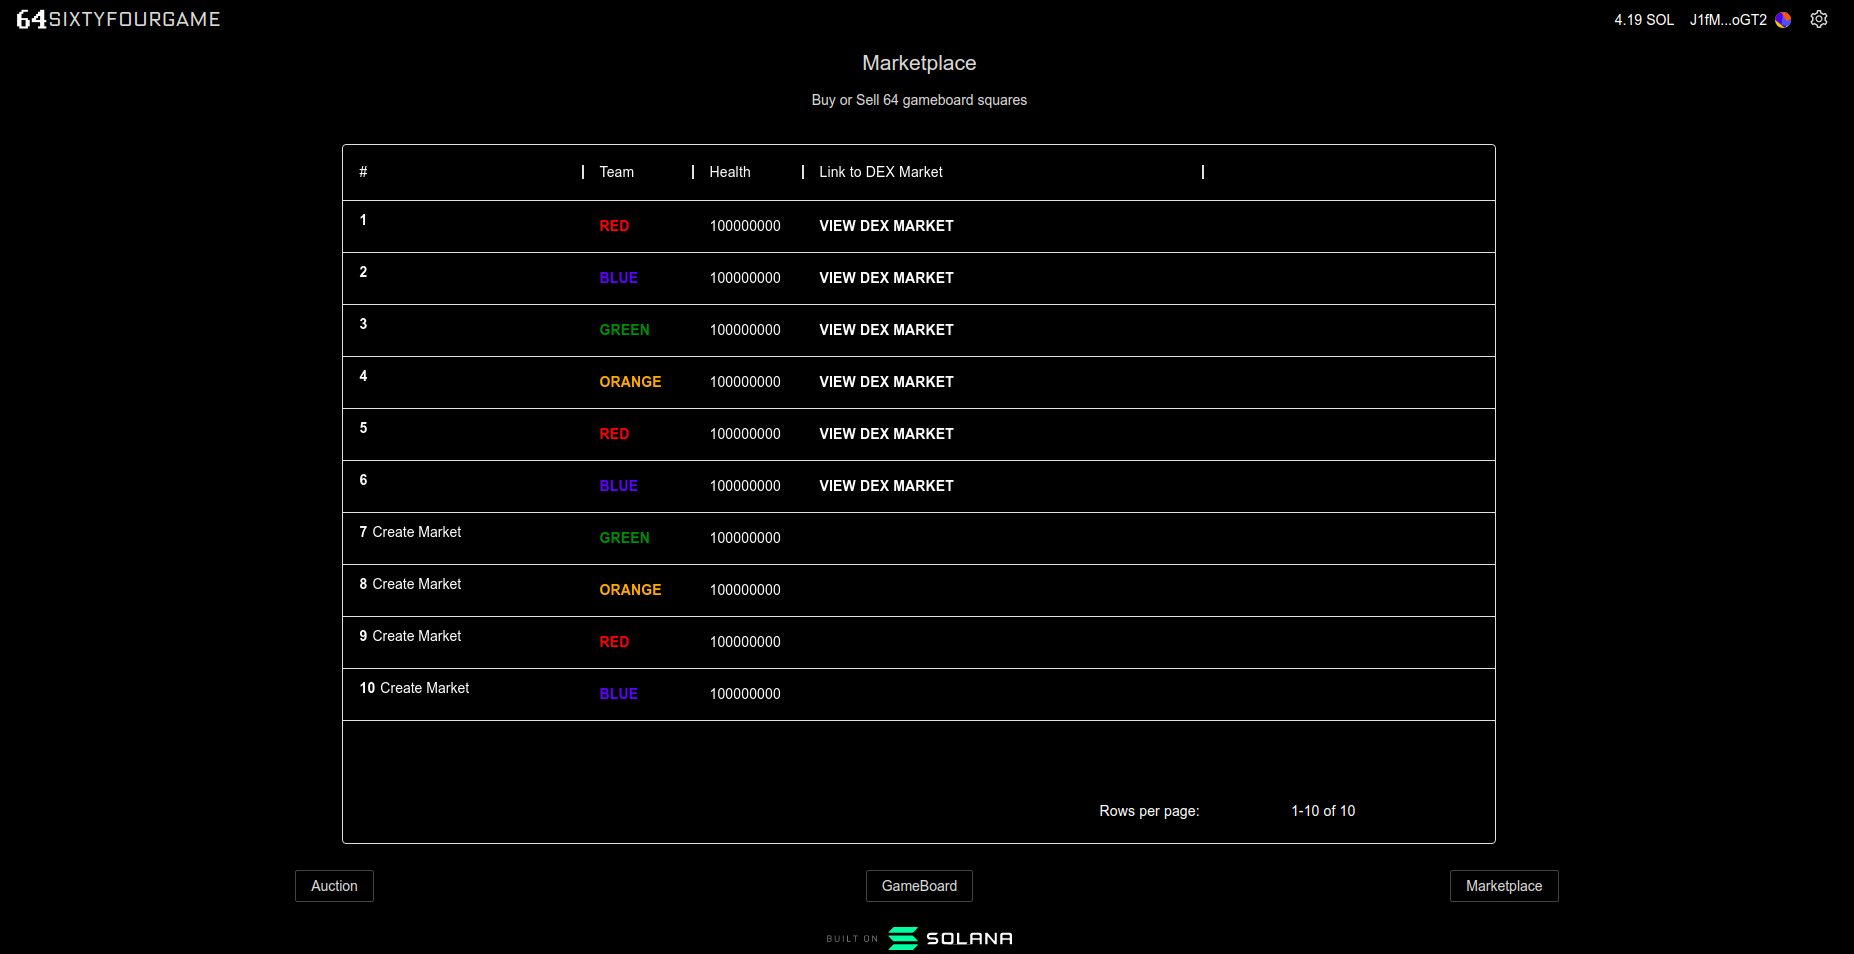 64SIXTYFOURGAME
4.19 SOL J1fM...oGT2
Marketplace
Buy or Sell 64 gameboard squares
# Team Health Link to DEX Market
1 RED 100000000 VIEW DEX MARKET
2 BLUE 100000000 VIEW DEX MARKET
3 GREEN 100000000 VIEW DEX MARKET
4 ORANGE 100000000 VIEW DEX MARKET
5 RED 100000000 VIEW DEX MARKET
6 BLUE 100000000 VIEW DEX MARKET
7 Create Market GREEN 100000000
8 Create Market ORANGE 100000000
9 Create Market RED 100000000
10 Create Market BLUE 100000000
Rows per page: 1-10 of 10
Auction GameBoard Marketplace
BUILT ON SOLANA